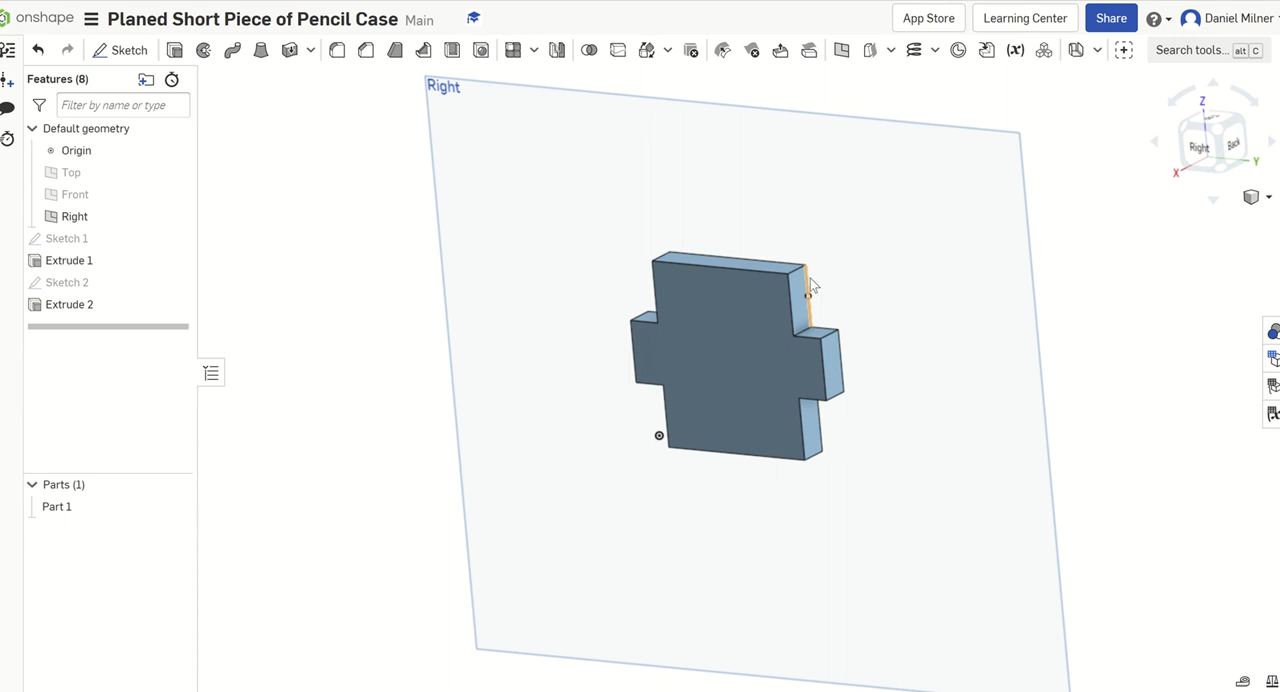 onshape Planed Short Piece of Pencil Case Main App Store Learning Center Share Daniel Milner
Sketch Search tools... alt C
Features (8)
Filter by name or type
Default geometry
Origin
Top
Front
Right
Sketch 1
Extrude 1
Sketch 2
Extrude 2
Parts (1)
Part 1
Right
Z
Right Back
Y
X
(x)